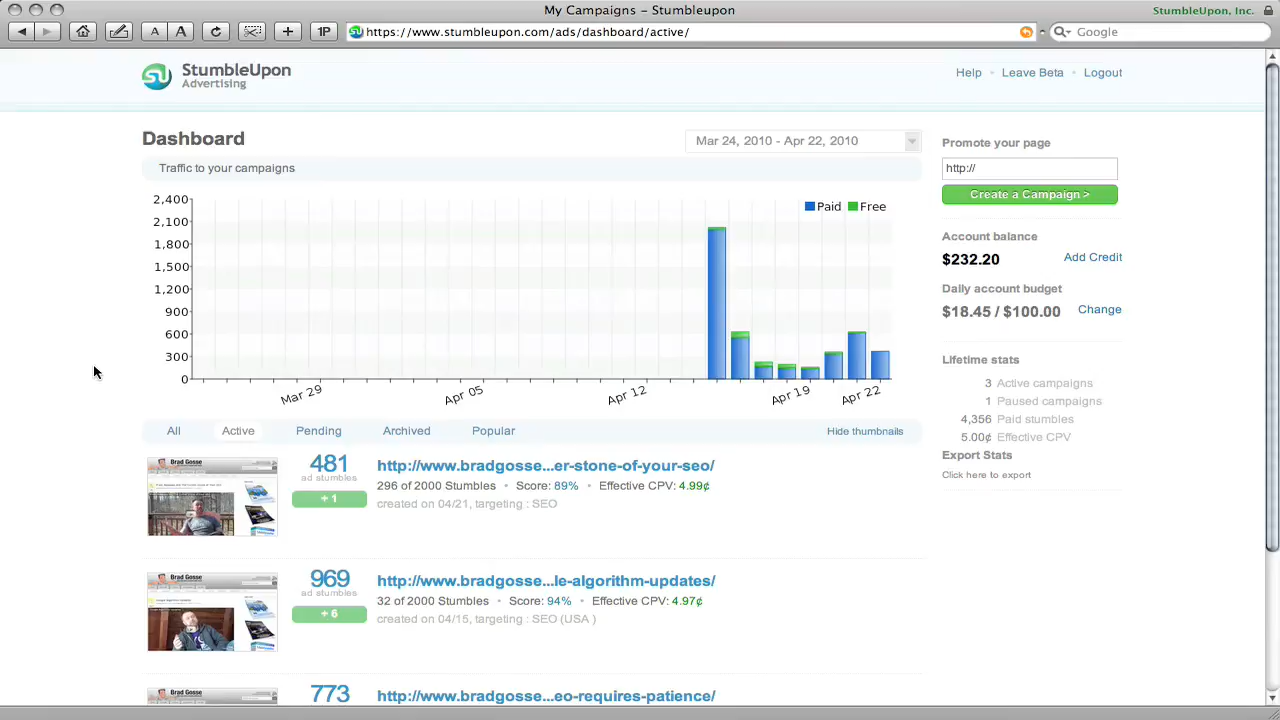 My Campaigns – Stumbleupon
StumbleUpon, Inc.
A A 1P https://www.stumbleupon.com/ads/dashboard/active/ Google
StumbleUpon
Advertising
Help • Leave Beta • Logout
Dashboard
Mar 24, 2010 - Apr 22, 2010
Traffic to your campaigns
2,400
2,100
1,800
1,500
1,200
900
600
300
0
Paid Free
Mar 29 Apr 05 Apr 12 Apr 19 Apr 22
Promote your page
http://
Create a Campaign >
Account balance
$232.20 Add Credit
Daily account budget
$18.45 / $100.00 Change
Lifetime stats
3 Active campaigns
1 Paused campaigns
4,356 Paid stumbles
5.00¢ Effective CPV
Export Stats
Click here to export
All Active Pending Archived Popular Hide thumbnails
Brad Gosse
481
ad stumbles
+ 1
http://www.bradgosse...er-stone-of-your-seo/
296 of 2000 Stumbles • Score: 89% • Effective CPV: 4.99¢
created on 04/21, targeting : SEO
Brad Gosse
969
ad stumbles
+ 6
http://www.bradgosse...le-algorithm-updates/
32 of 2000 Stumbles • Score: 94% • Effective CPV: 4.97¢
created on 04/15, targeting : SEO (USA )
Brad Gosse
773
http://www.bradgosse...eo-requires-patience/